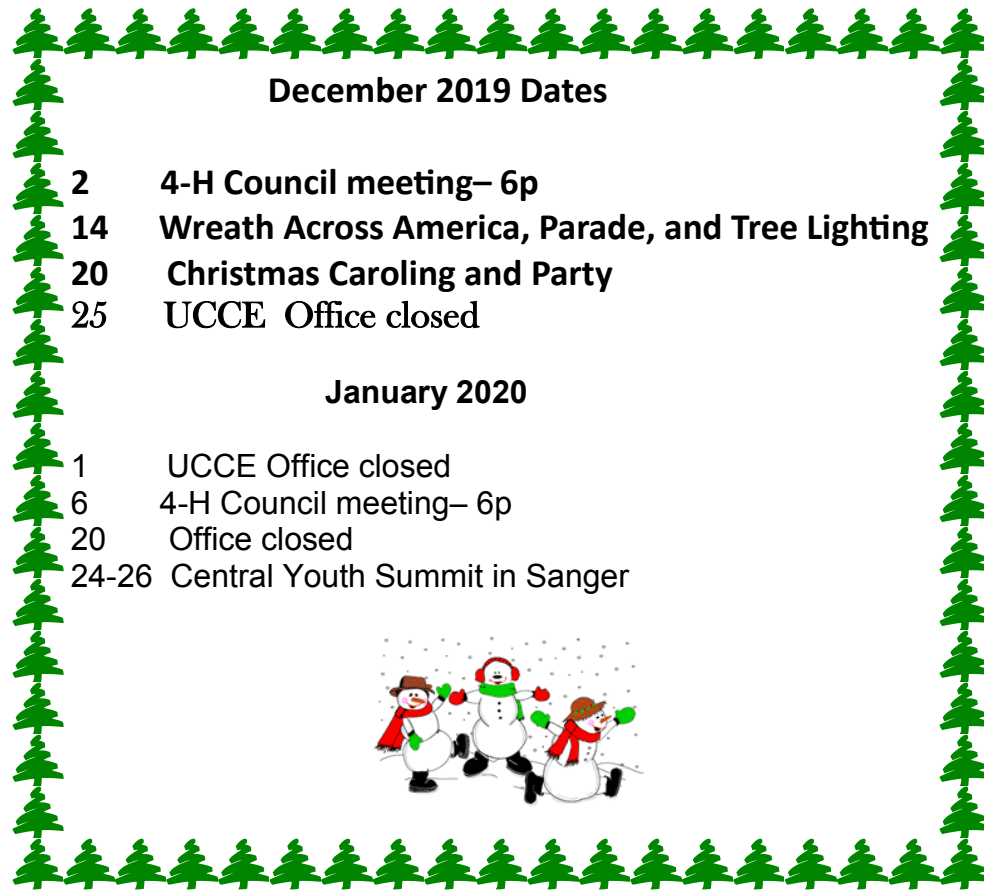 December 2019 Dates
2 4-H Council meeting– 6p
14 Wreath Across America, Parade, and Tree Lighting
20 Christmas Caroling and Party
25 UCCE Office closed
January 2020
1 UCCE Office closed
6 4-H Council meeting– 6p
20 Office closed
24-26 Central Youth Summit in Sanger